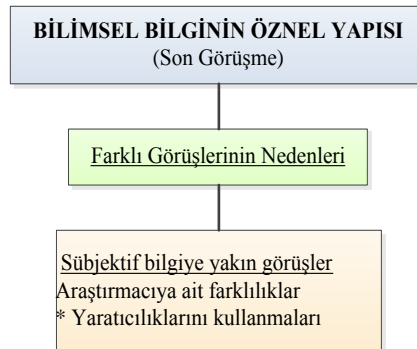 BİLİMSEL BİLGİNİN ÖZNEL YAPISI
(Son Görüşme)
Farklı Görüşlerinin Nedenleri
Sübjektif bilgiye yakın görüşler
Araştırmacıya ait farklılıklar
* Yaratıcılıklarını kullanmaları